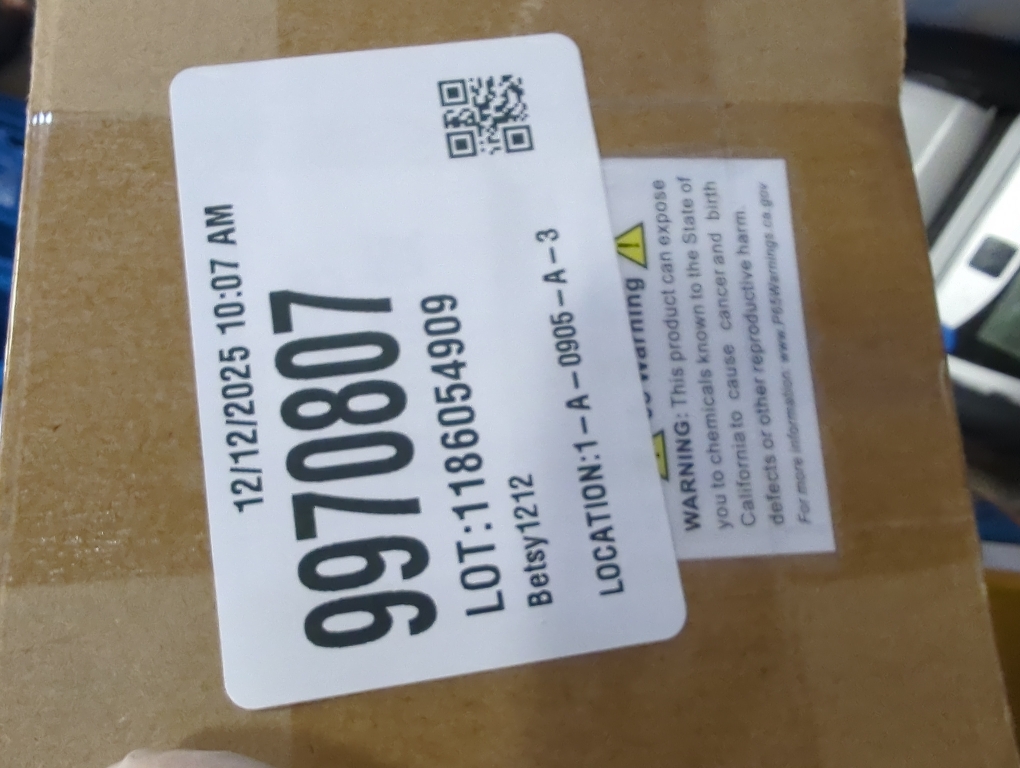 12/12/2025 10:07 AM
9970807
LOT:1186054909
Betsy1212
LOCATION:1-A-0905-A-3
Warning
WARNING: This product can expose
you to chemicals known to the State of
California to cause cancer and birth
defects or other reproductive harm.
For more information. www.P65Warnings.ca.gov